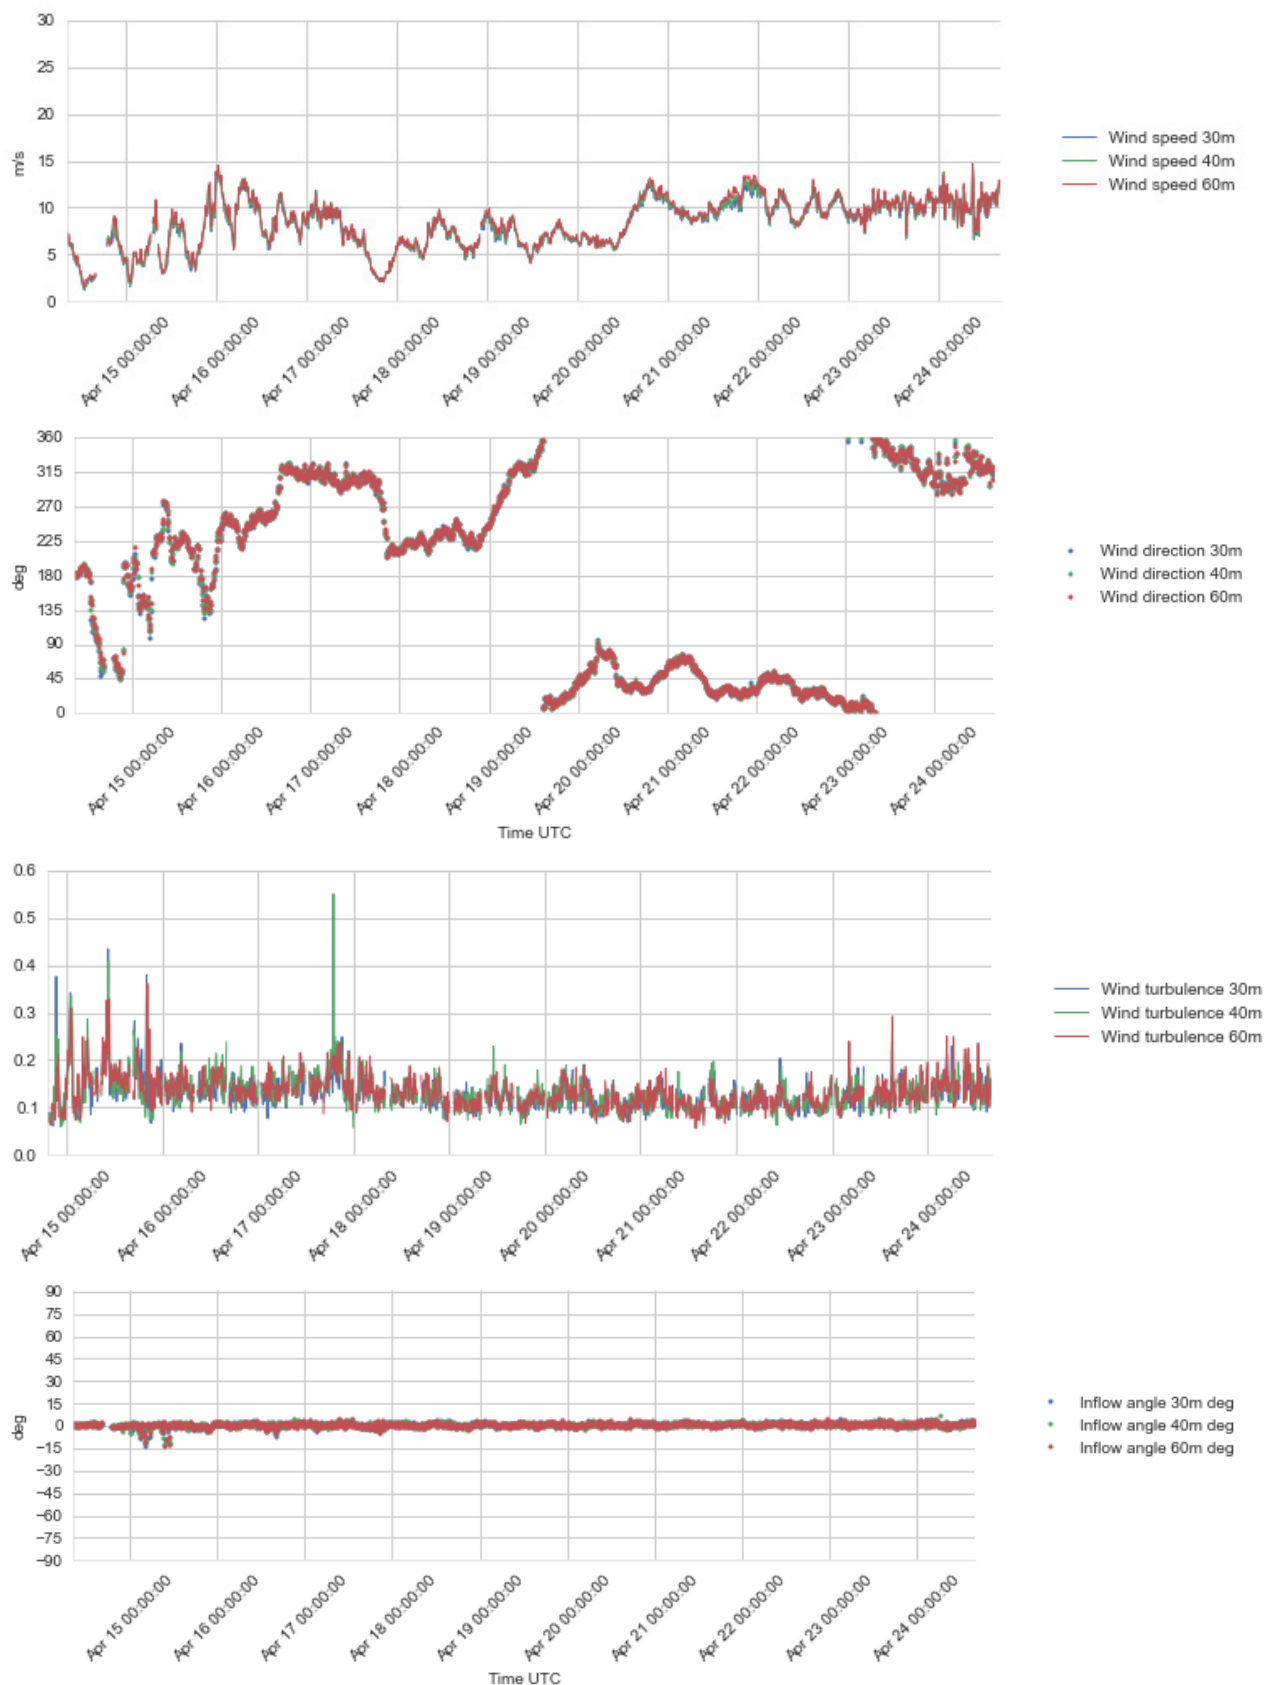 30
25
20
15
10
5
0
m/s
Apr 15 00:00:00
Apr 16 00:00:00
Apr 17 00:00:00
Apr 18 00:00:00
Apr 19 00:00:00
Apr 20 00:00:00
Apr 21 00:00:00
Apr 22 00:00:00
Apr 23 00:00:00
Apr 24 00:00:00
Wind speed 30m
Wind speed 40m
Wind speed 60m
360
315
270
225
180
135
90
45
0
deg
Apr 15 00:00:00
Apr 16 00:00:00
Apr 17 00:00:00
Apr 18 00:00:00
Apr 19 00:00:00
Apr 20 00:00:00
Apr 21 00:00:00
Apr 22 00:00:00
Apr 23 00:00:00
Apr 24 00:00:00
Time UTC
Wind direction 30m
Wind direction 40m
Wind direction 60m
0.6
0.5
0.4
0.3
0.2
0.1
0.0
Apr 15 00:00:00
Apr 16 00:00:00
Apr 17 00:00:00
Apr 18 00:00:00
Apr 19 00:00:00
Apr 20 00:00:00
Apr 21 00:00:00
Apr 22 00:00:00
Apr 23 00:00:00
Apr 24 00:00:00
Wind turbulence 30m
Wind turbulence 40m
Wind turbulence 60m
90
75
60
45
30
15
0
−15
−30
−45
−60
−75
−90
deg
Apr 15 00:00:00
Apr 16 00:00:00
Apr 17 00:00:00
Apr 18 00:00:00
Apr 19 00:00:00
Apr 20 00:00:00
Apr 21 00:00:00
Apr 22 00:00:00
Apr 23 00:00:00
Apr 24 00:00:00
Time UTC
Inflow angle 30m deg
Inflow angle 40m deg
Inflow angle 60m deg